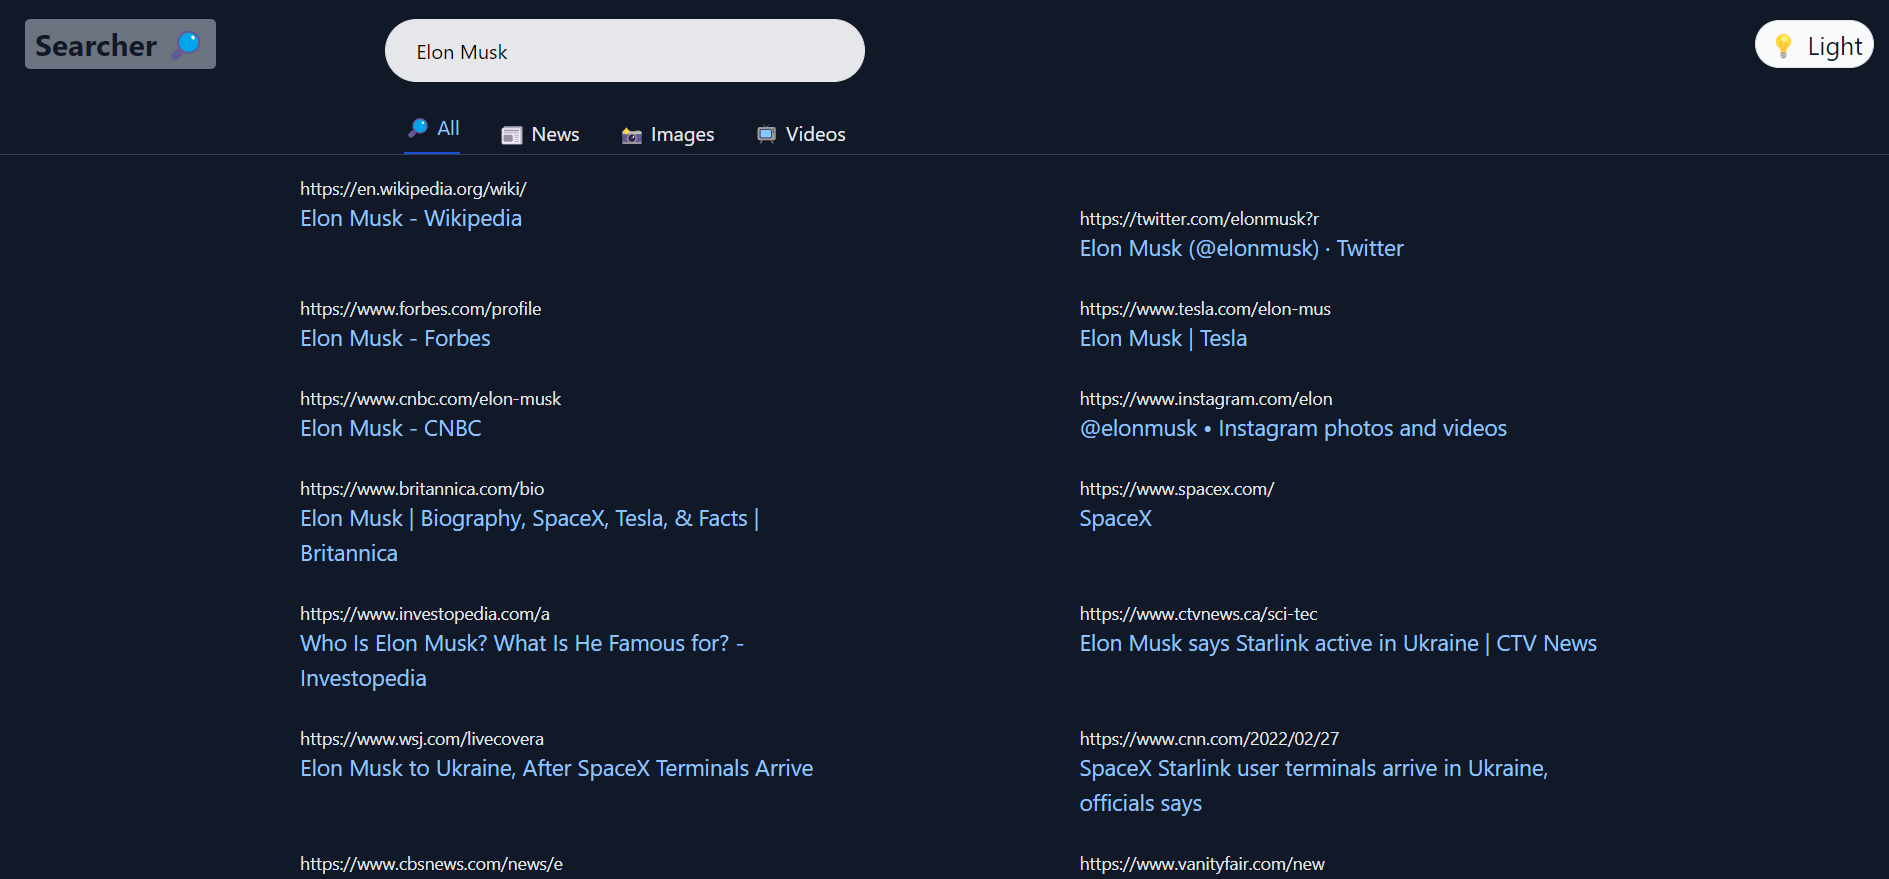 Searcher
Elon Musk
Light
All
News
Images
Videos
https://en.wikipedia.org/wiki/
Elon Musk - Wikipedia
https://twitter.com/elonmusk?r
Elon Musk (@elonmusk) · Twitter
https://www.forbes.com/profile
Elon Musk - Forbes
https://www.tesla.com/elon-mus
Elon Musk | Tesla
https://www.cnbc.com/elon-musk
Elon Musk - CNBC
https://www.instagram.com/elon
@elonmusk • Instagram photos and videos
https://www.britannica.com/bio
Elon Musk | Biography, SpaceX, Tesla, & Facts |
Britannica
https://www.spacex.com/
SpaceX
https://www.investopedia.com/a
Who Is Elon Musk? What Is He Famous for? -
Investopedia
https://www.ctvnews.ca/sci-tec
Elon Musk says Starlink active in Ukraine | CTV News
https://www.wsj.com/livecovera
Elon Musk to Ukraine, After SpaceX Terminals Arrive
https://www.cnn.com/2022/02/27
SpaceX Starlink user terminals arrive in Ukraine,
officials says
https://www.cbsnews.com/news/e
https://www.vanityfair.com/new